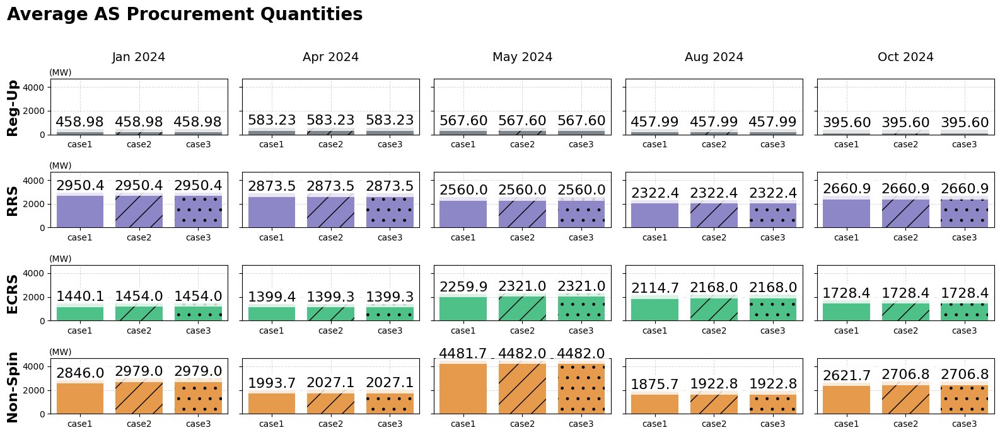 Average AS Procurement Quantities
Jan 2024 Apr 2024 May 2024 Aug 2024 Oct 2024
(MW)
Reg-Up
4000
2000
0
458.98 458.98 458.98 583.23 583.23 583.23 567.60 567.60 567.60 457.99 457.99 457.99 395.60 395.60 395.60
case1 case2 case3 case1 case2 case3 case1 case2 case3 case1 case2 case3 case1 case2 case3
(MW)
RRS
4000
2000
0
2950.4 2950.4 2950.4 2873.5 2873.5 2873.5 2560.0 2560.0 2560.0 2322.4 2322.4 2322.4 2660.9 2660.9 2660.9
case1 case2 case3 case1 case2 case3 case1 case2 case3 case1 case2 case3 case1 case2 case3
(MW)
ECRS
4000
2000
0
1440.1 1454.0 1454.0 1399.4 1399.3 1399.3 2259.9 2321.0 2321.0 2114.7 2168.0 2168.0 1728.4 1728.4 1728.4
case1 case2 case3 case1 case2 case3 case1 case2 case3 case1 case2 case3 case1 case2 case3
(MW)
Non-Spin
4000
2000
0
2846.0 2979.0 2979.0 1993.7 2027.1 2027.1 4481.7 4482.0 4482.0 1875.7 1922.8 1922.8 2621.7 2706.8 2706.8
case1 case2 case3 case1 case2 case3 case1 case2 case3 case1 case2 case3 case1 case2 case3